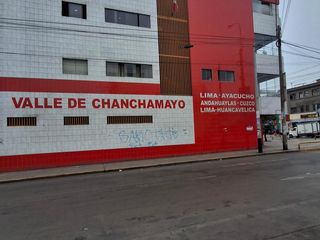 VALLE DE CHANCHAMAYO
LIMA - AYACUCHO
ANDAHUAYLAS - CUZCO
LIMA - HUANCAVELICA